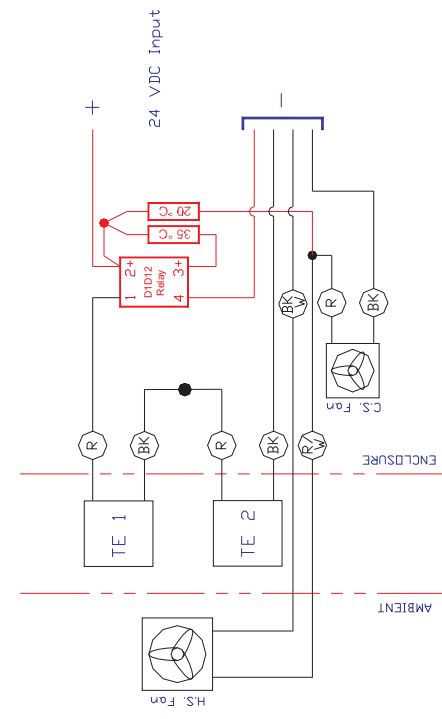 +
24 VDC Input
−
20 °C
35 °C
1 2+
D1D12
Relay
4 3+
BK
W
R
BK
C.S. Fan
R
BK
R
BK
R/
W
ENCLOSURE
TE 1
TE 2
AMBIENT
H.S. Fan